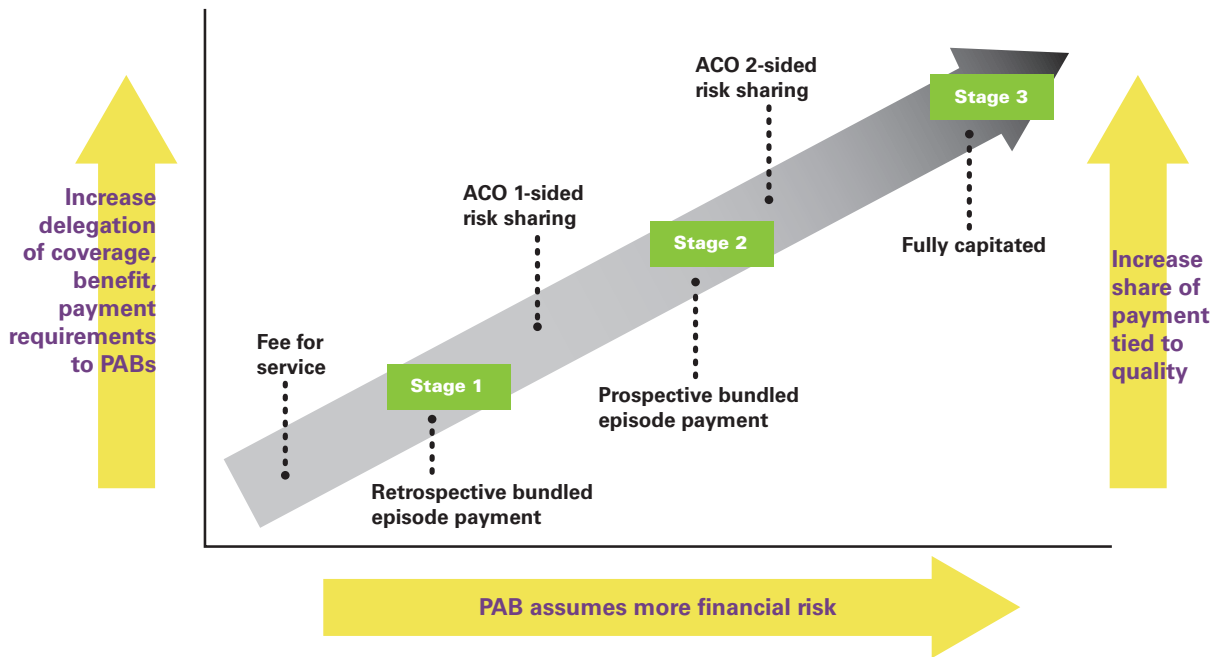 ACO 2-sided
risk sharing
Stage 3
ACO 1-sided
risk sharing
Increase
delegation
of coverage,
benefit,
payment
requirements
to PABs
Stage 2
Fully capitated
Increase
share of
payment
tied to
quality
Fee for
service
Stage 1
Prospective bundled
episode payment
Retrospective bundled
episode payment
PAB assumes more financial risk